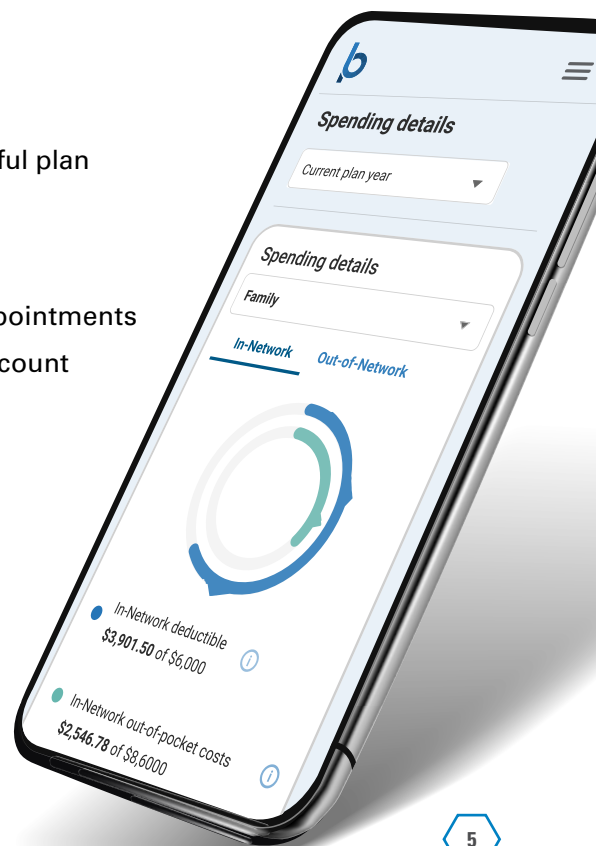 ful plan
pointments
count
b
Spending details
Current plan year
Spending details
Family
In-Network Out-of-Network
In-Network deductible
$3,901.50 of $6,000
In-Network out-of-pocket costs
$2,546.78 of $8,6000
5